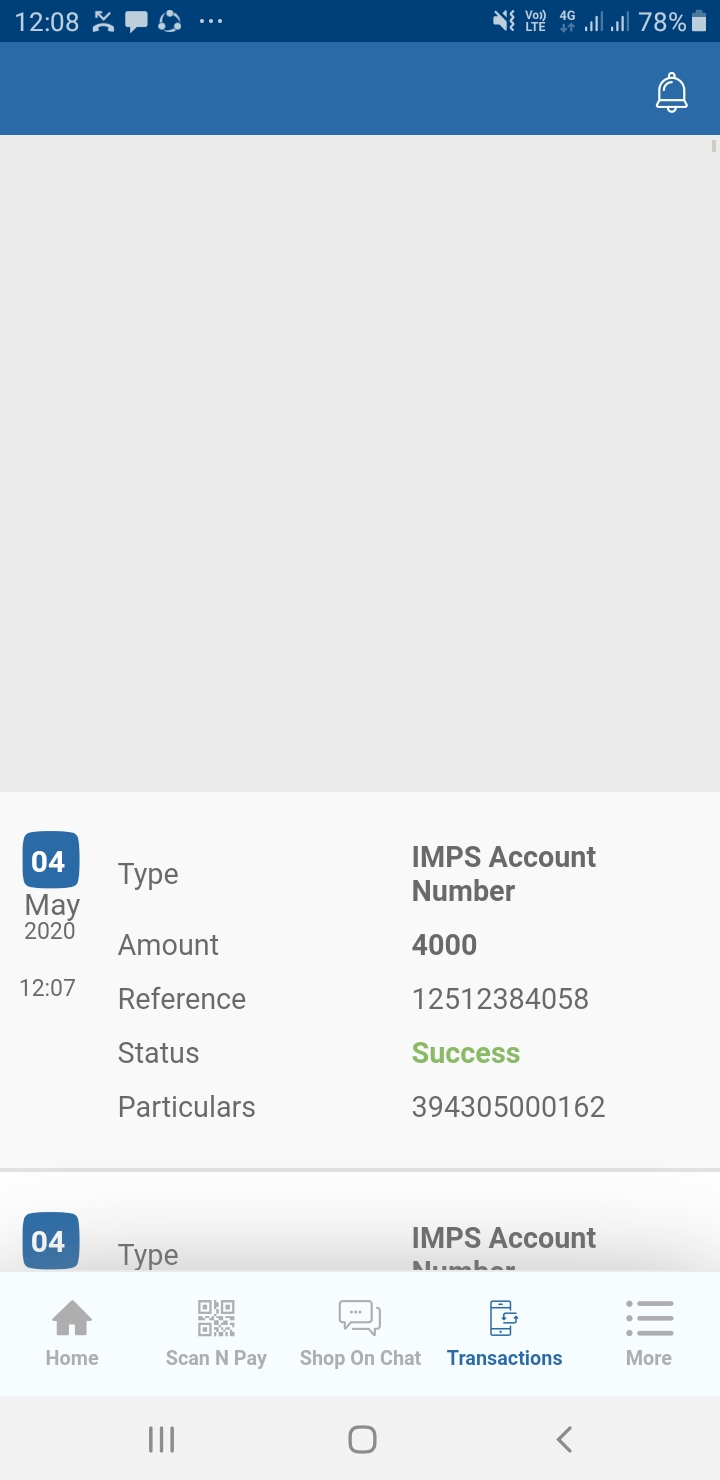 12:08 Vo)) LTE 4G 78%
04 May 2020 12:07
Type IMPS Account Number
Amount 4000
Reference 12512384058
Status Success
Particulars 394305000162
04
Type IMPS Account
Number
Home Scan N Pay Shop On Chat Transactions More